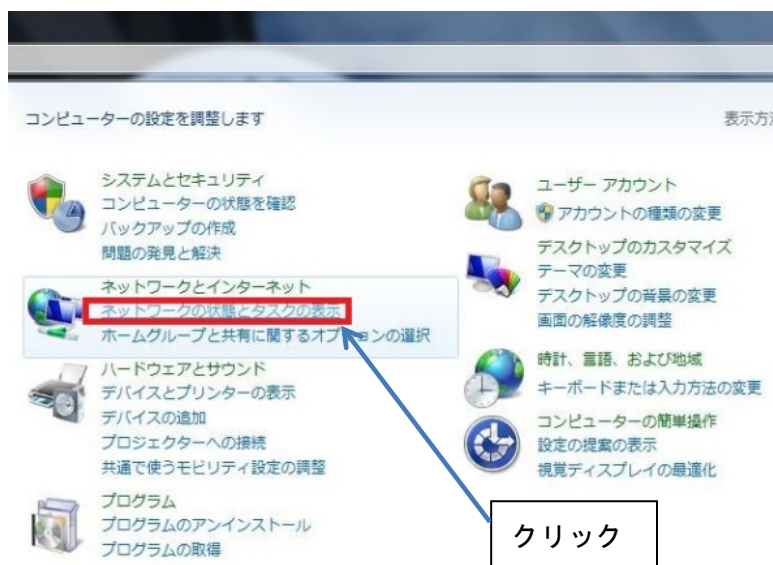 コンピューターの設定を調整します
表示方法
システムとセキュリティ
コンピューターの状態を確認
バックアップの作成
問題の発見と解決
ネットワークとインターネット
ネットワークの状態とタスクの表示
ホームグループと共有に関するオプションの選択
ハードウェアとサウンド
デバイスとプリンターの表示
デバイスの追加
プロジェクターへの接続
共通で使うモビリティ設定の調整
プログラム
プログラムのアンインストール
プログラムの取得
ユーザー アカウント
アカウントの種類の変更
デスクトップのカスタマイズ
テーマの変更
デスクトップの背景の変更
画面の解像度の調整
時計、言語、および地域
キーボードまたは入力方法の変更
コンピューターの簡単操作
設定の提案の表示
視覚ディスプレイの最適化
クリック